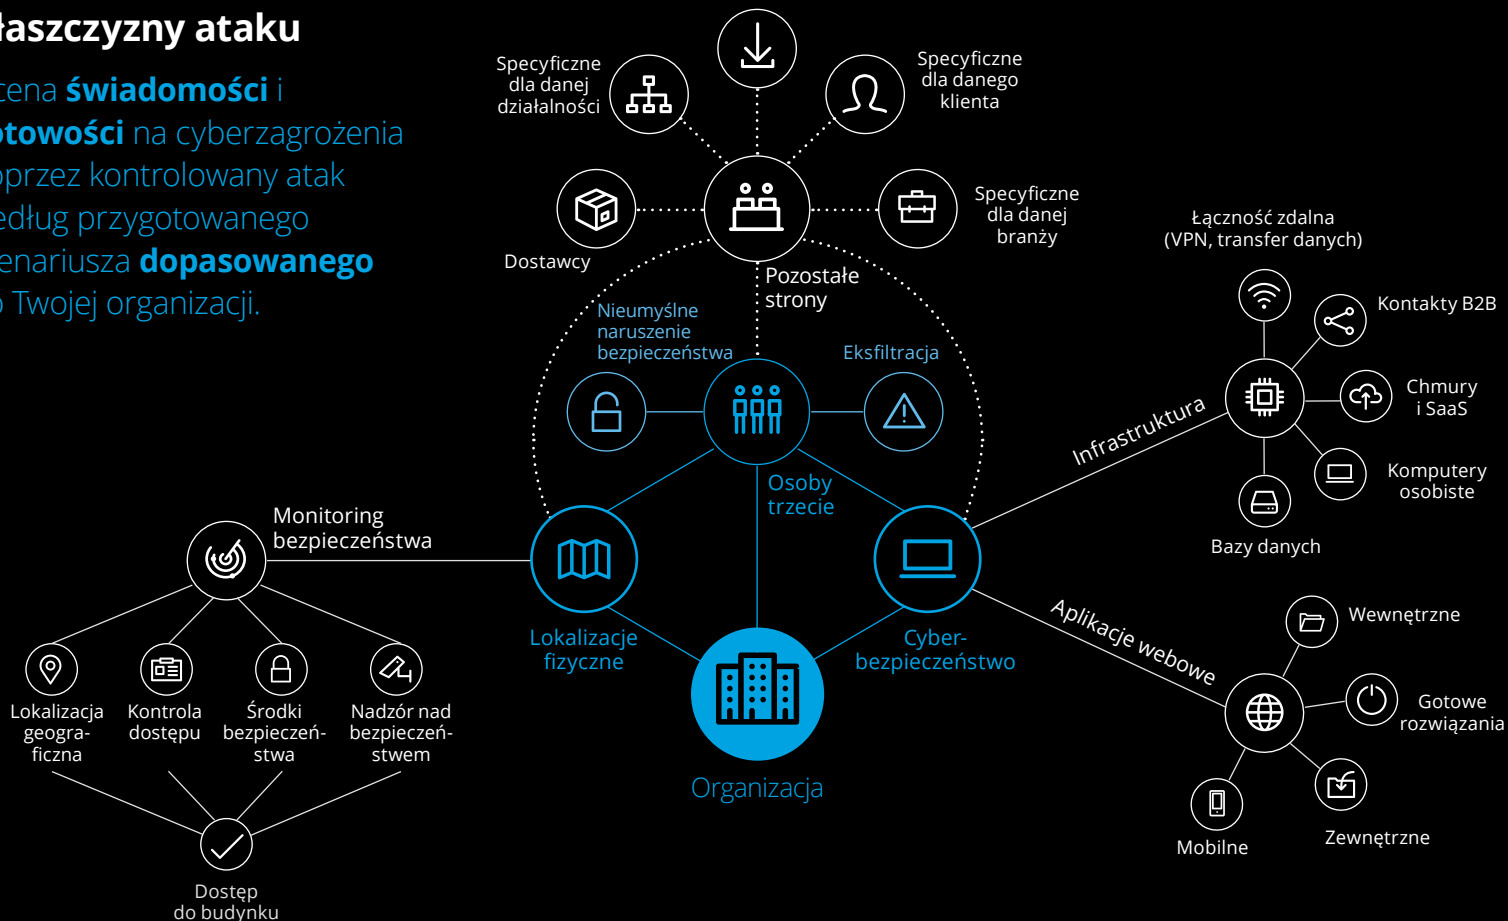 łaszczyzny ataku
cena świadomości i
otowości na cyberzagrożenia
oprzez kontrolowany atak
edług przygotowanego
enariusza dopasowanego
o Twojej organizacji.
Specyficzne
dla danej
działalności
Specyficzne
dla danego
klienta
Dostawcy
Specyficzne
dla danej
branży
Pozostałe
strony
Nieumyślne
naruszenie
bezpieczeństwa
Eksfiltracja
Osoby
trzecie
Monitoring
bezpieczeństwa
Lokalizacje
fizyczne
Cyber-
bezpieczeństwo
Organizacja
Lokalizacja
geogra-
ficzna
Kontrola
dostępu
Środki
bezpieczeń-
stwa
Nadzór nad
bezpieczeń-
stwem
Dostęp
do budynku
Infrastruktura
Łączność zdalna
(VPN, transfer danych)
Kontakty B2B
Chmury
i SaaS
Komputery
osobiste
Bazy danych
Aplikacje webowe
Wewnętrzne
Gotowe
rozwiązania
Zewnętrzne
Mobilne